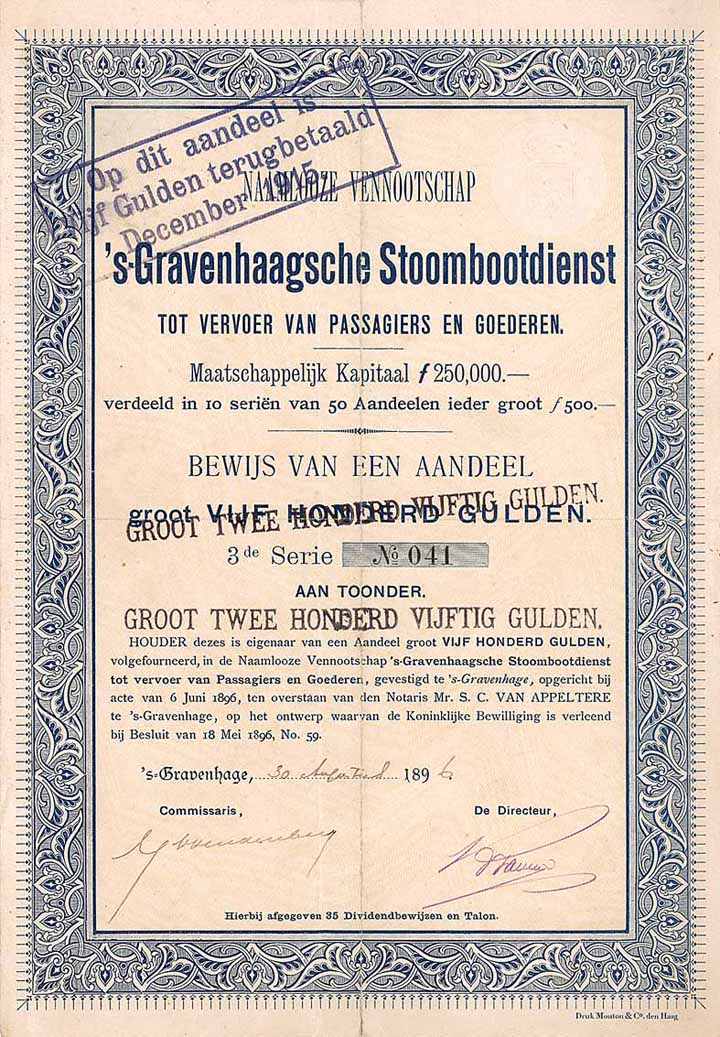 Op dit aandeel is
Vijf Gulden terugbetaald
December 1915.
NAAMLOOZE VENNOOTSCHAP
's-Gravenhaagsche Stoombootdienst
TOT VERVOER VAN PASSAGIERS EN GOEDEREN.
Maatschappelijk Kapitaal ƒ 250,000.—
verdeeld in 10 seriën van 50 Aandeelen ieder groot ƒ 500.—
BEWIJS VAN EEN AANDEEL
groot VIJF HONDERD GULDEN.
GROOT TWEE HONDERD VIJFTIG GULDEN.
3de Serie No 041
AAN TOONDER.
GROOT TWEE HONDERD VIJFTIG GULDEN.
HOUDER dezes is eigenaar van een Aandeel groot VIJF HONDERD GULDEN,
volgefourneerd, in de Naamlooze Vennootschap 's-Gravenhaagsche Stoombootdienst
tot vervoer van Passagiers en Goederen, gevestigd te 's-Gravenhage, opgericht bij
acte van 6 Juni 1896, ten overstaan van den Notaris Mr. S. C. VAN APPELTERE
te 's-Gravenhage, op het ontwerp waarvan de Koninklijke Bewilliging is verleend
bij Besluit van 18 Mei 1896, No. 59.
's-Gravenhage, 30 Augustus 1896
Commissaris, De Directeur,
Hierbij afgegeven 35 Dividendbewijzen en Talon.
Druk Mouton & Co. den Haag